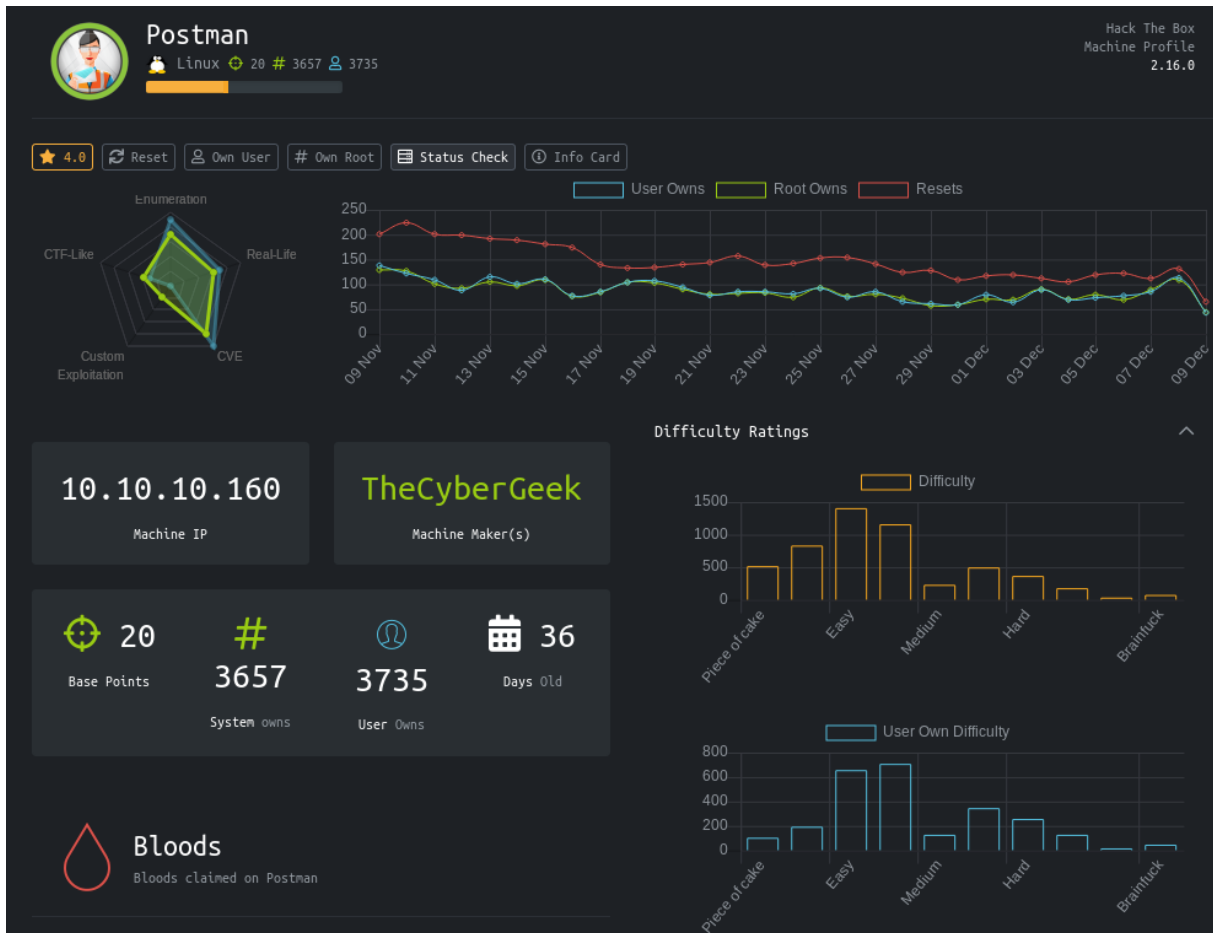 Postman
Linux 20 # 3657 3735
Hack The Box
Machine Profile
2.16.0
4.0 Reset Own User # Own Root Status Check Info Card
Enumeration
Real-Life
CVE
Custom
Exploitation
CTF-Like
User Owns Root Owns Resets
250
200
150
100
50
0
09 Nov 11 Nov 13 Nov 15 Nov 17 Nov 19 Nov 21 Nov 23 Nov 25 Nov 27 Nov 29 Nov 01 Dec 03 Dec 05 Dec 07 Dec 09 Dec
10.10.10.160
Machine IP
TheCyberGeek
Machine Maker(s)
20
Base Points
#
3657
System owns
3735
User Owns
36
Days Old
Bloods
Bloods claimed on Postman
Difficulty Ratings
Difficulty
1500
1000
500
0
Piece of cake Easy Medium Hard Brainfuck
User Own Difficulty
800
600
400
200
0
Piece of cake Easy Medium Hard Brainfuck